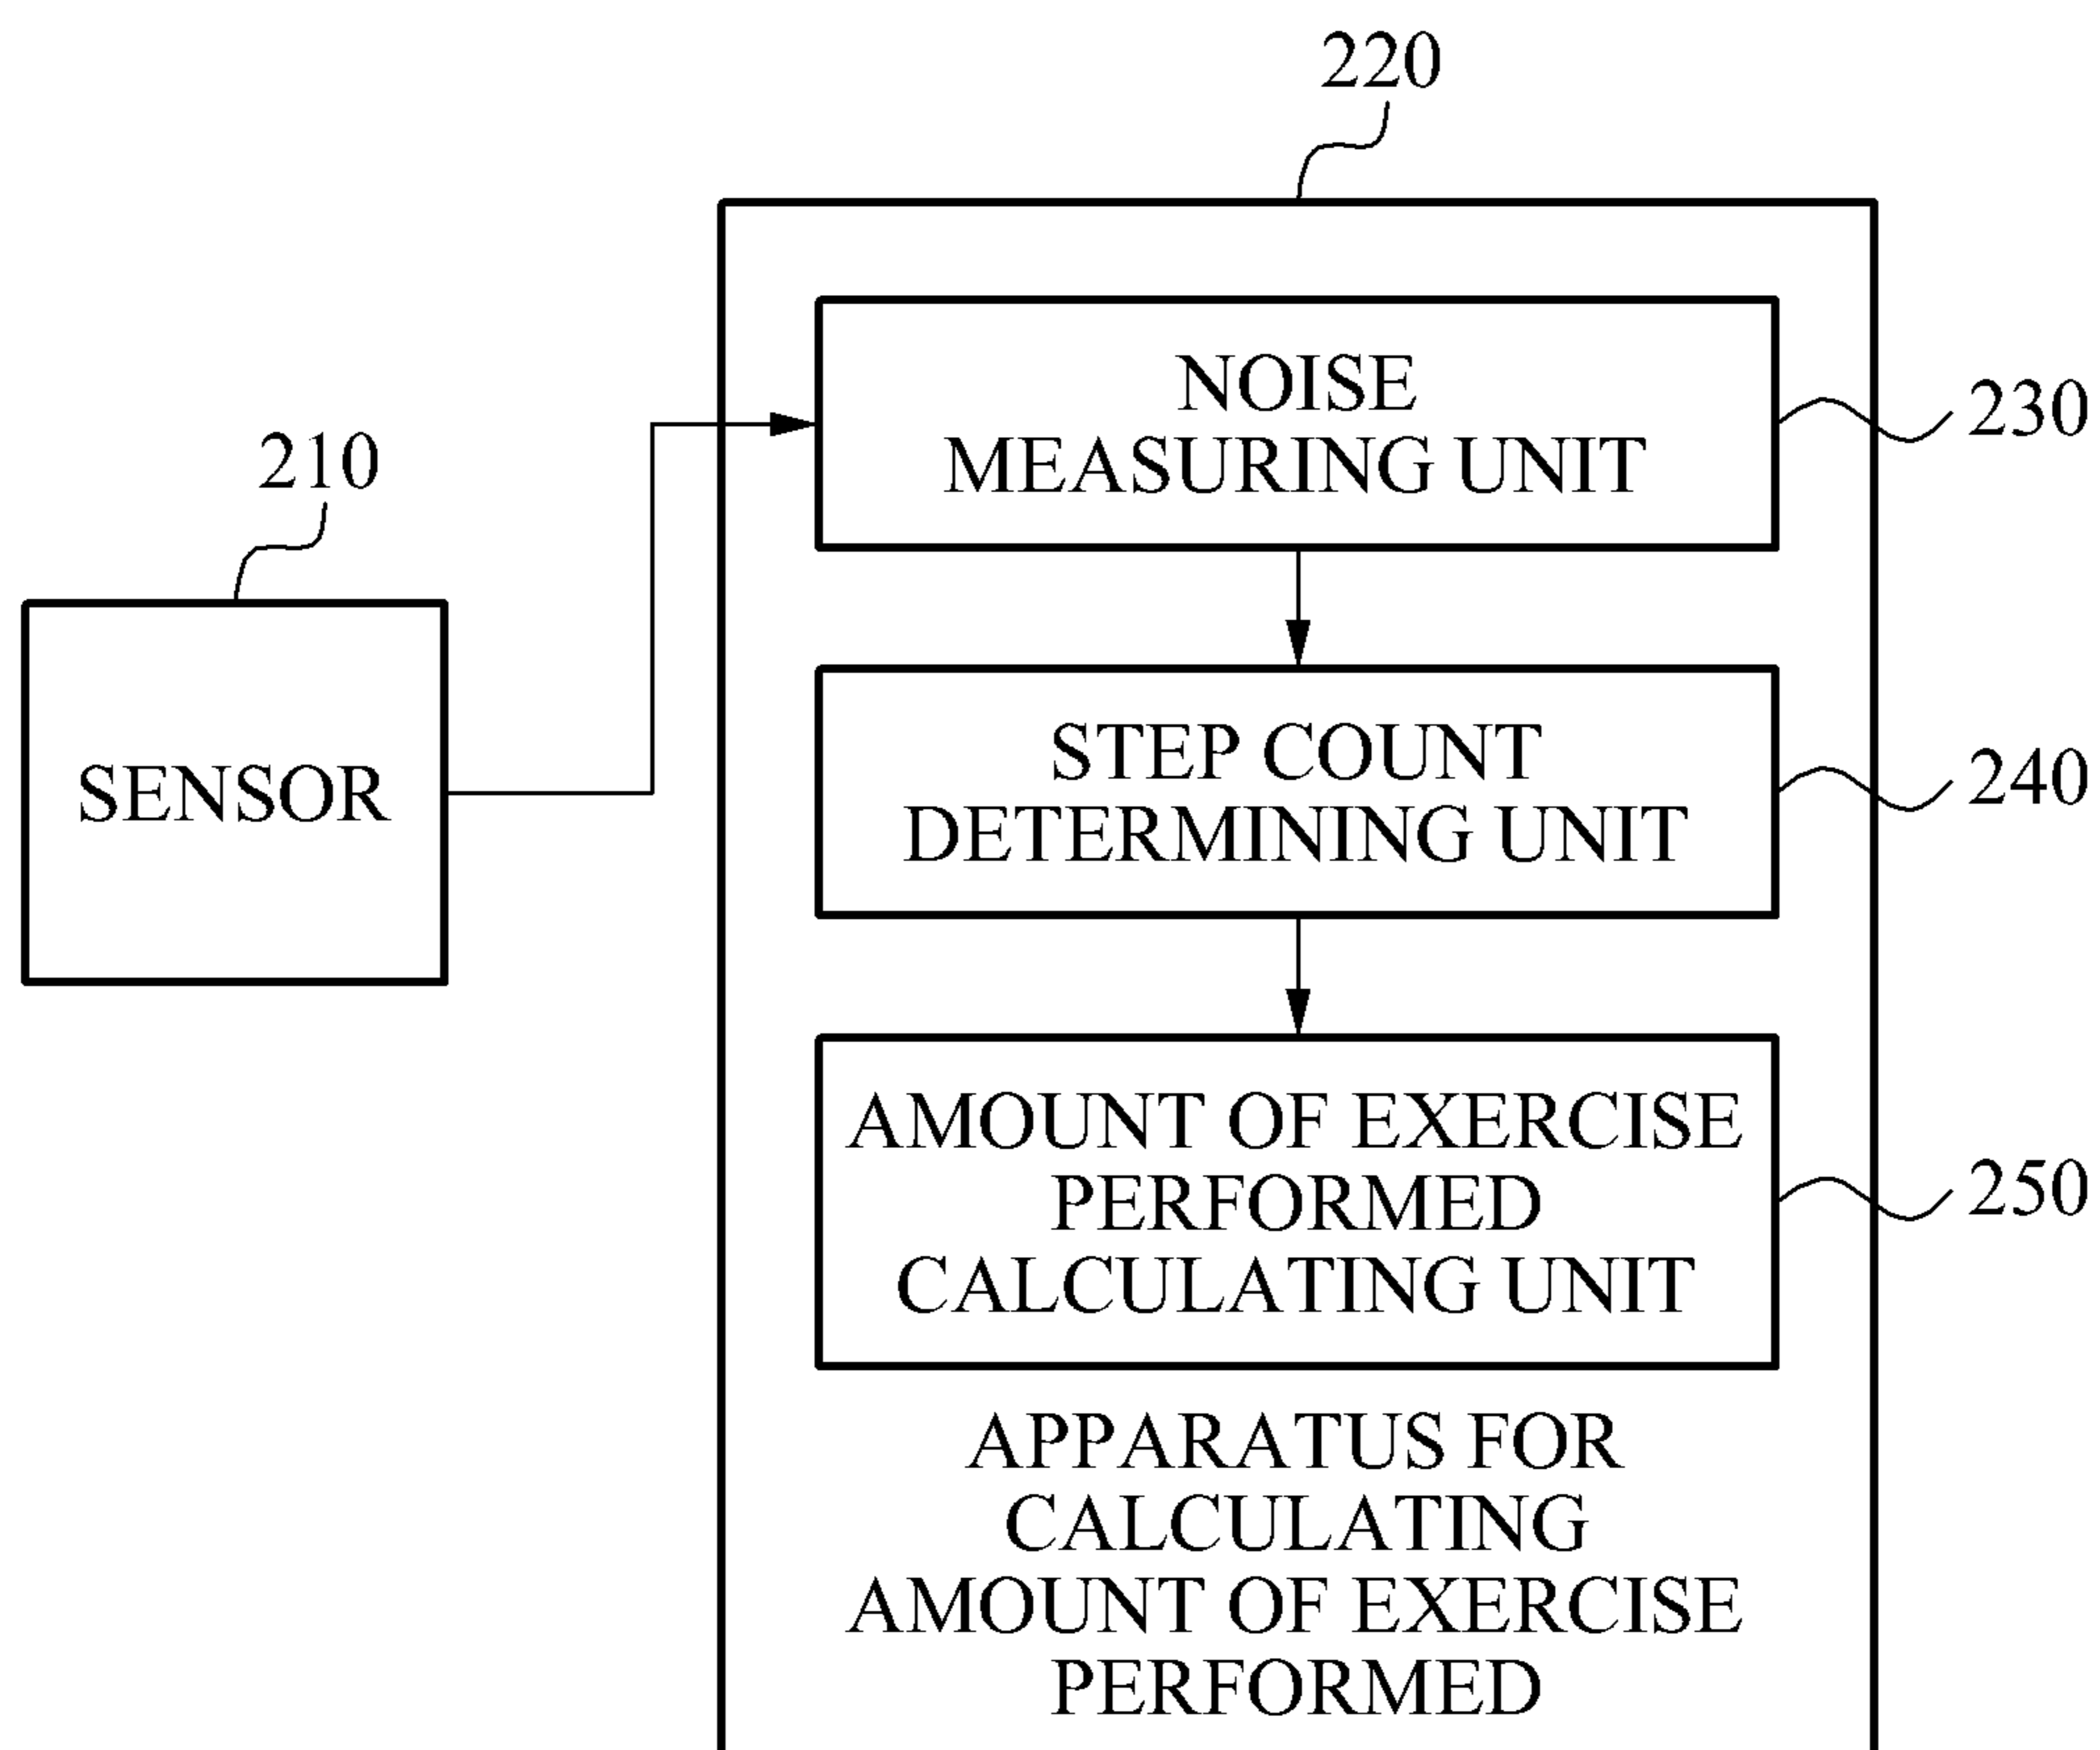 220
NOISE
MEASURING UNIT
230
210
SENSOR
STEP COUNT
DETERMINING UNIT
240
AMOUNT OF EXERCISE
PERFORMED
CALCULATING UNIT
250
APPARATUS FOR
CALCULATING
AMOUNT OF EXERCISE
PERFORMED